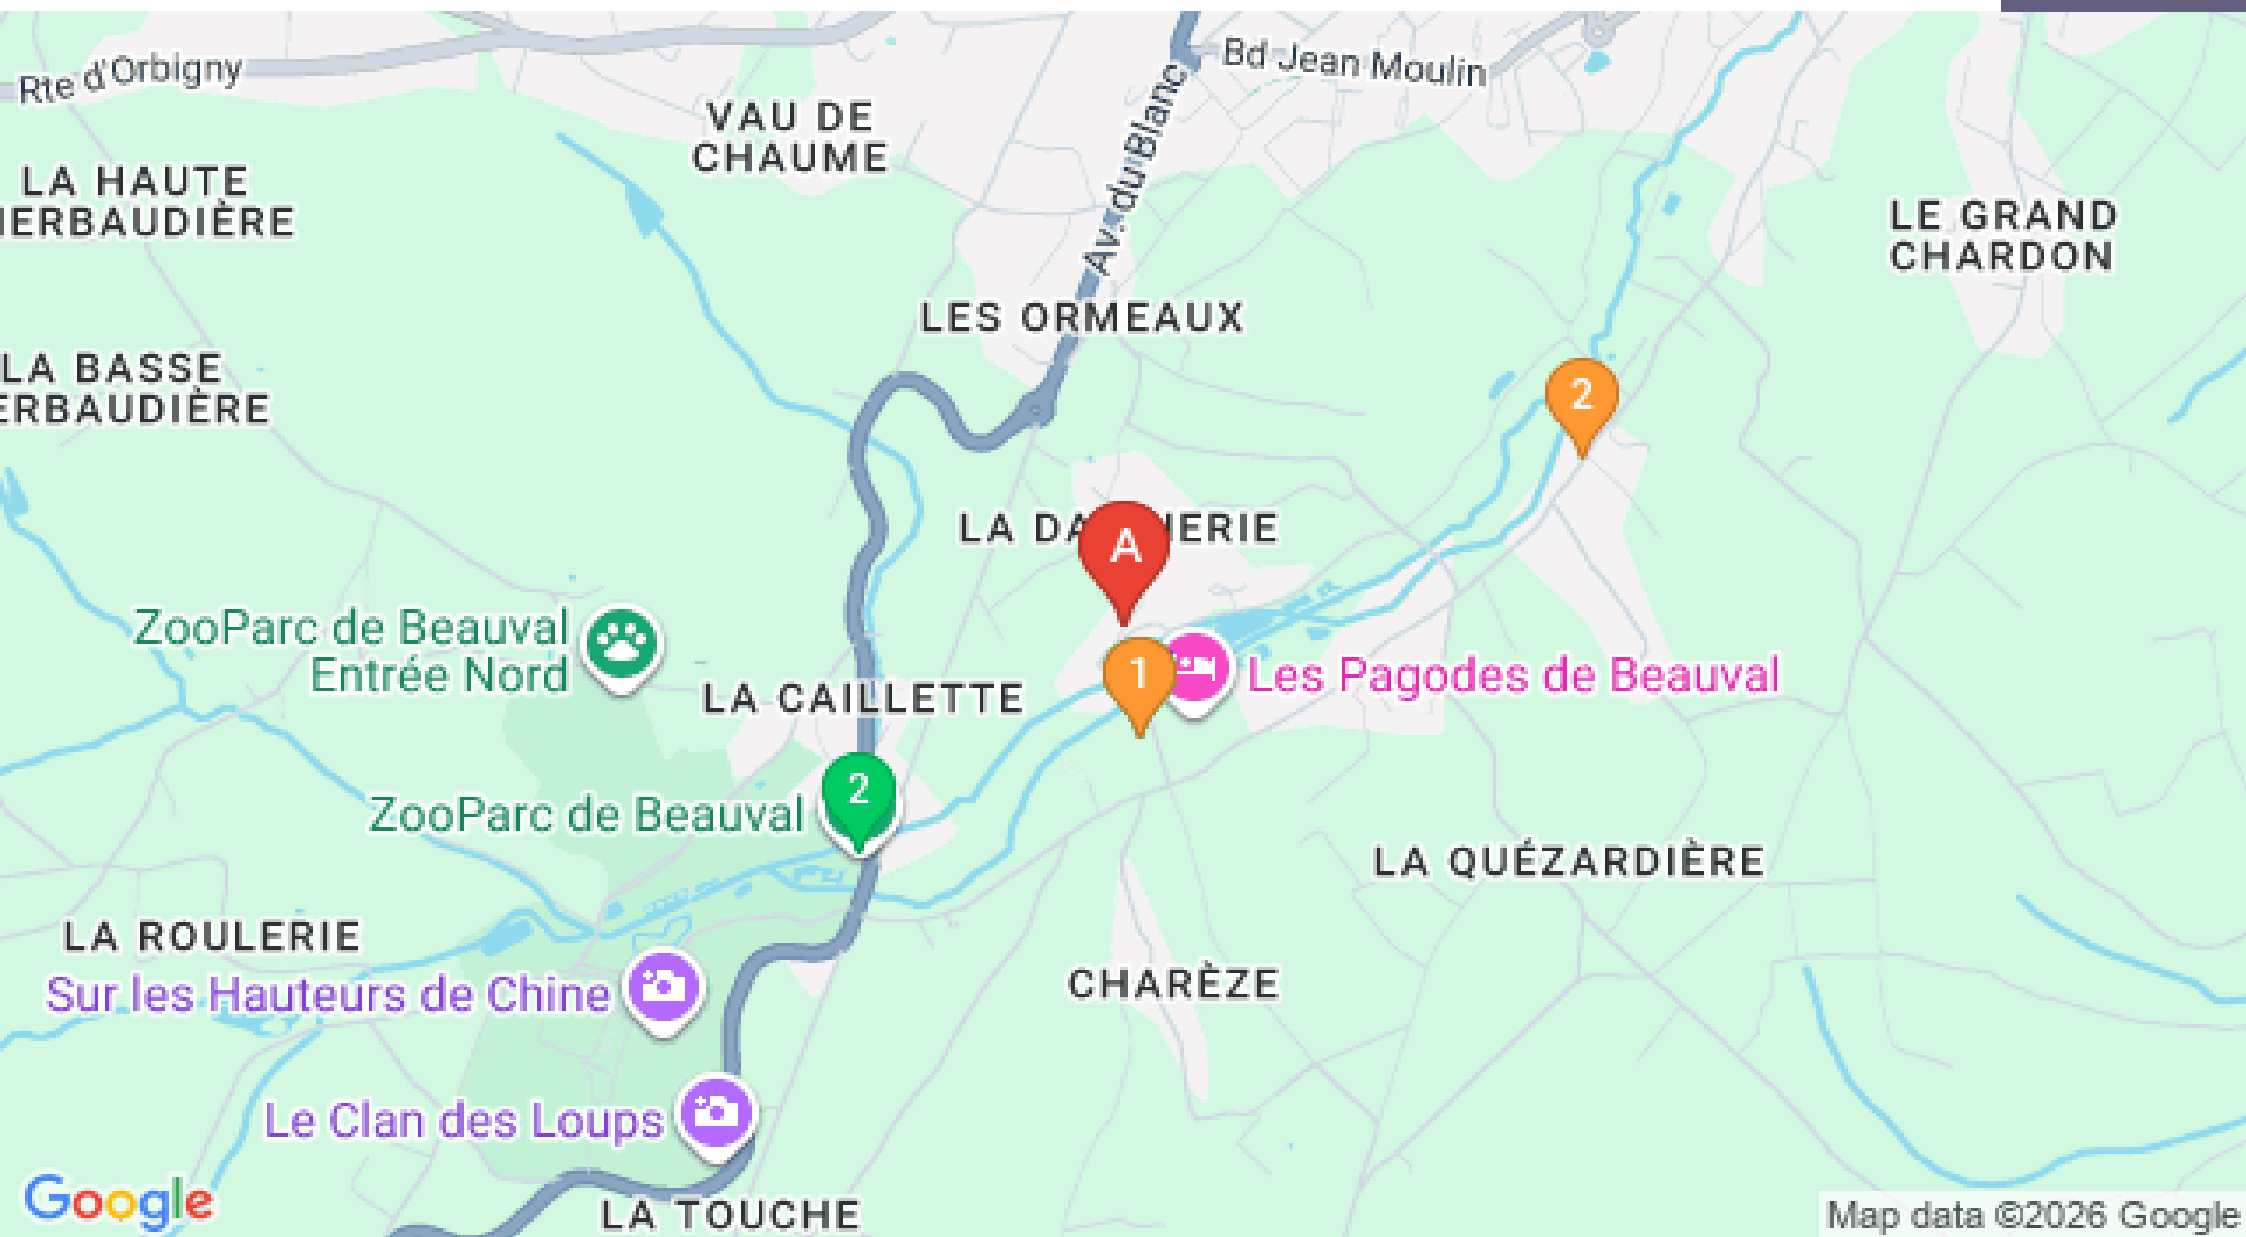 Rte d'Orbigny
Bd Jean Moulin
Av. du Blanc
VAU DE
CHAUME
LA HAUTE
IERBAUDIÈRE
LE GRAND
CHARDON
LES ORMEAUX
LA BASSE
ERBAUDIÈRE
2
LA DA
IERIE
A
ZooParc de Beauval
Entrée Nord
LA CAILLETTE
1
Les Pagodes de Beauval
2
ZooParc de Beauval
LA QUÉZARDIÈRE
LA ROULERIE
Sur les Hauteurs de Chine
CHARÈZE
Le Clan des Loups
LA TOUCHE
Google
Map data ©2026 Google